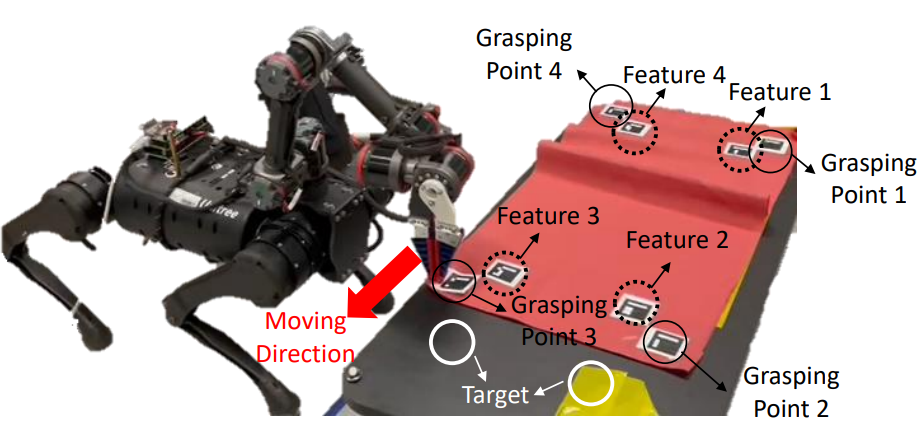 Grasping
Point 4
Feature 4
Feature 1
Grasping
Point 1
Feature 3
Feature 2
Grasping
Point 3
Moving
Direction
Target
Grasping
Point 2